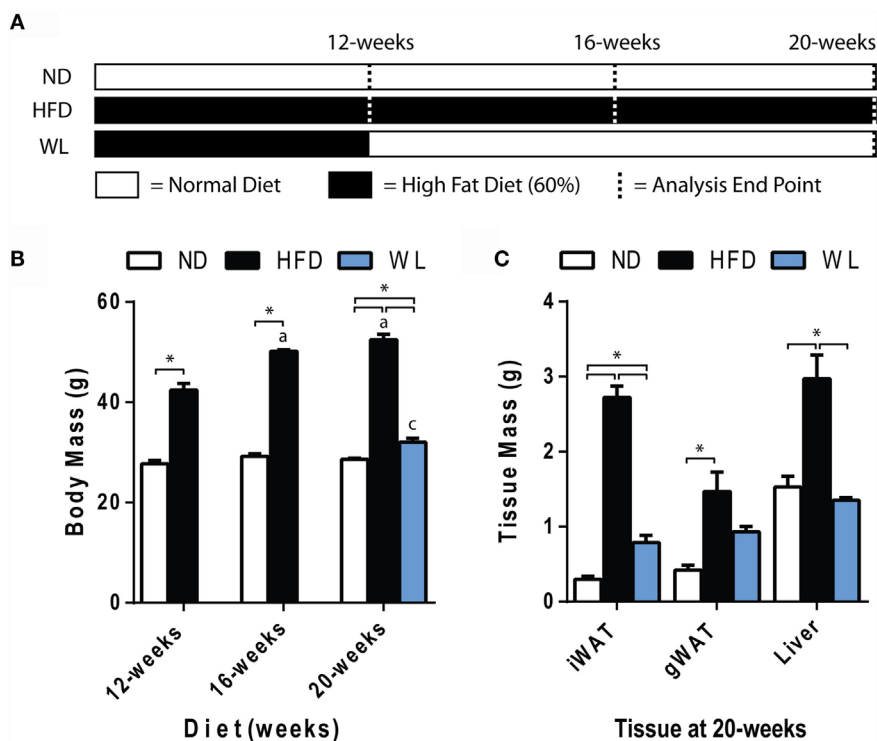 A
12-weeks 16-weeks 20-weeks
ND
HFD
WL
= Normal Diet = High Fat Diet (60%) = Analysis End Point
B
ND HFD WL
Body Mass (g)
60
40
20
0
*
*
a
*
a
c
12-weeks
16-weeks
20-weeks
Diet (weeks)
C
ND HFD WL
Tissue Mass (g)
4
3
2
1
0
*
*
*
iWAT
gWAT
Liver
Tissue at 20-weeks